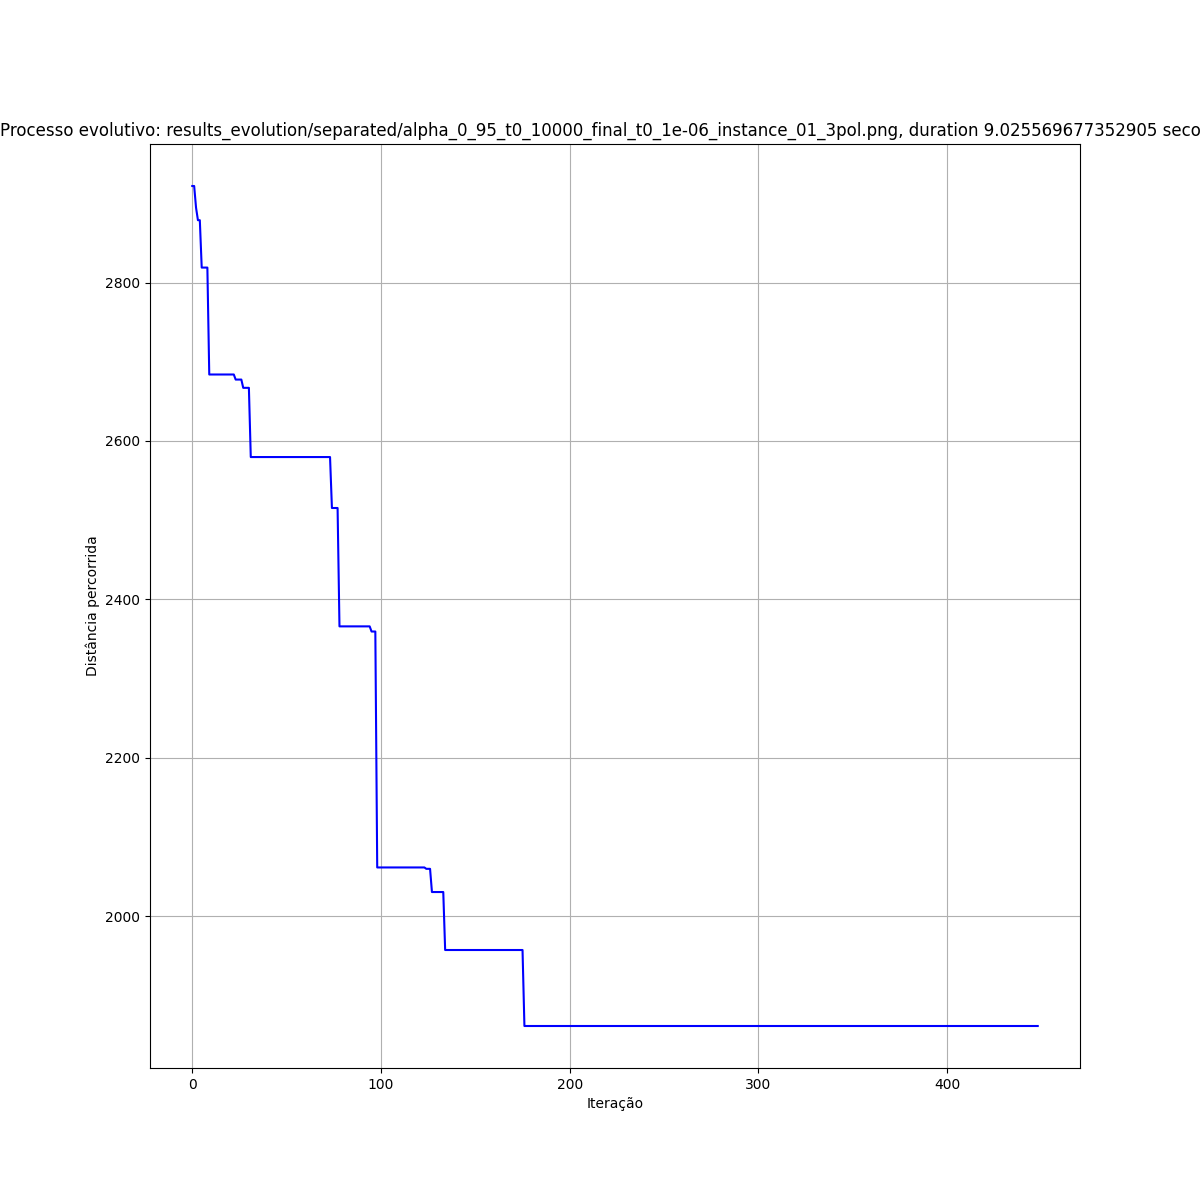 Processo evolutivo: results_evolution/separated/alpha_0_95_t0_10000_final_t0_1e-06_instance_01_3pol.png, duration 9.025569677352905 seco
2800
2600
2400
2200
2000
Distância percorrida
0 100 200 300 400
Iteração